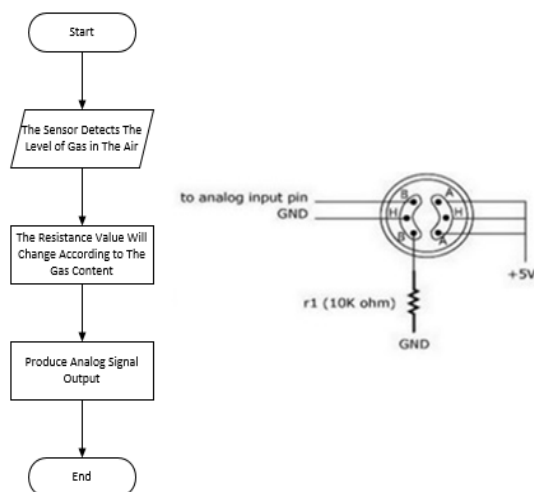 Start
The Sensor Detects The
Level of Gas in The Air
The Resistance Value Will
Change According to The
Gas Content
Produce Analog Signal
Output
End
to analog input pin
GND
B
A
H
H
B
A
+5V
r1 (10K ohm)
GND